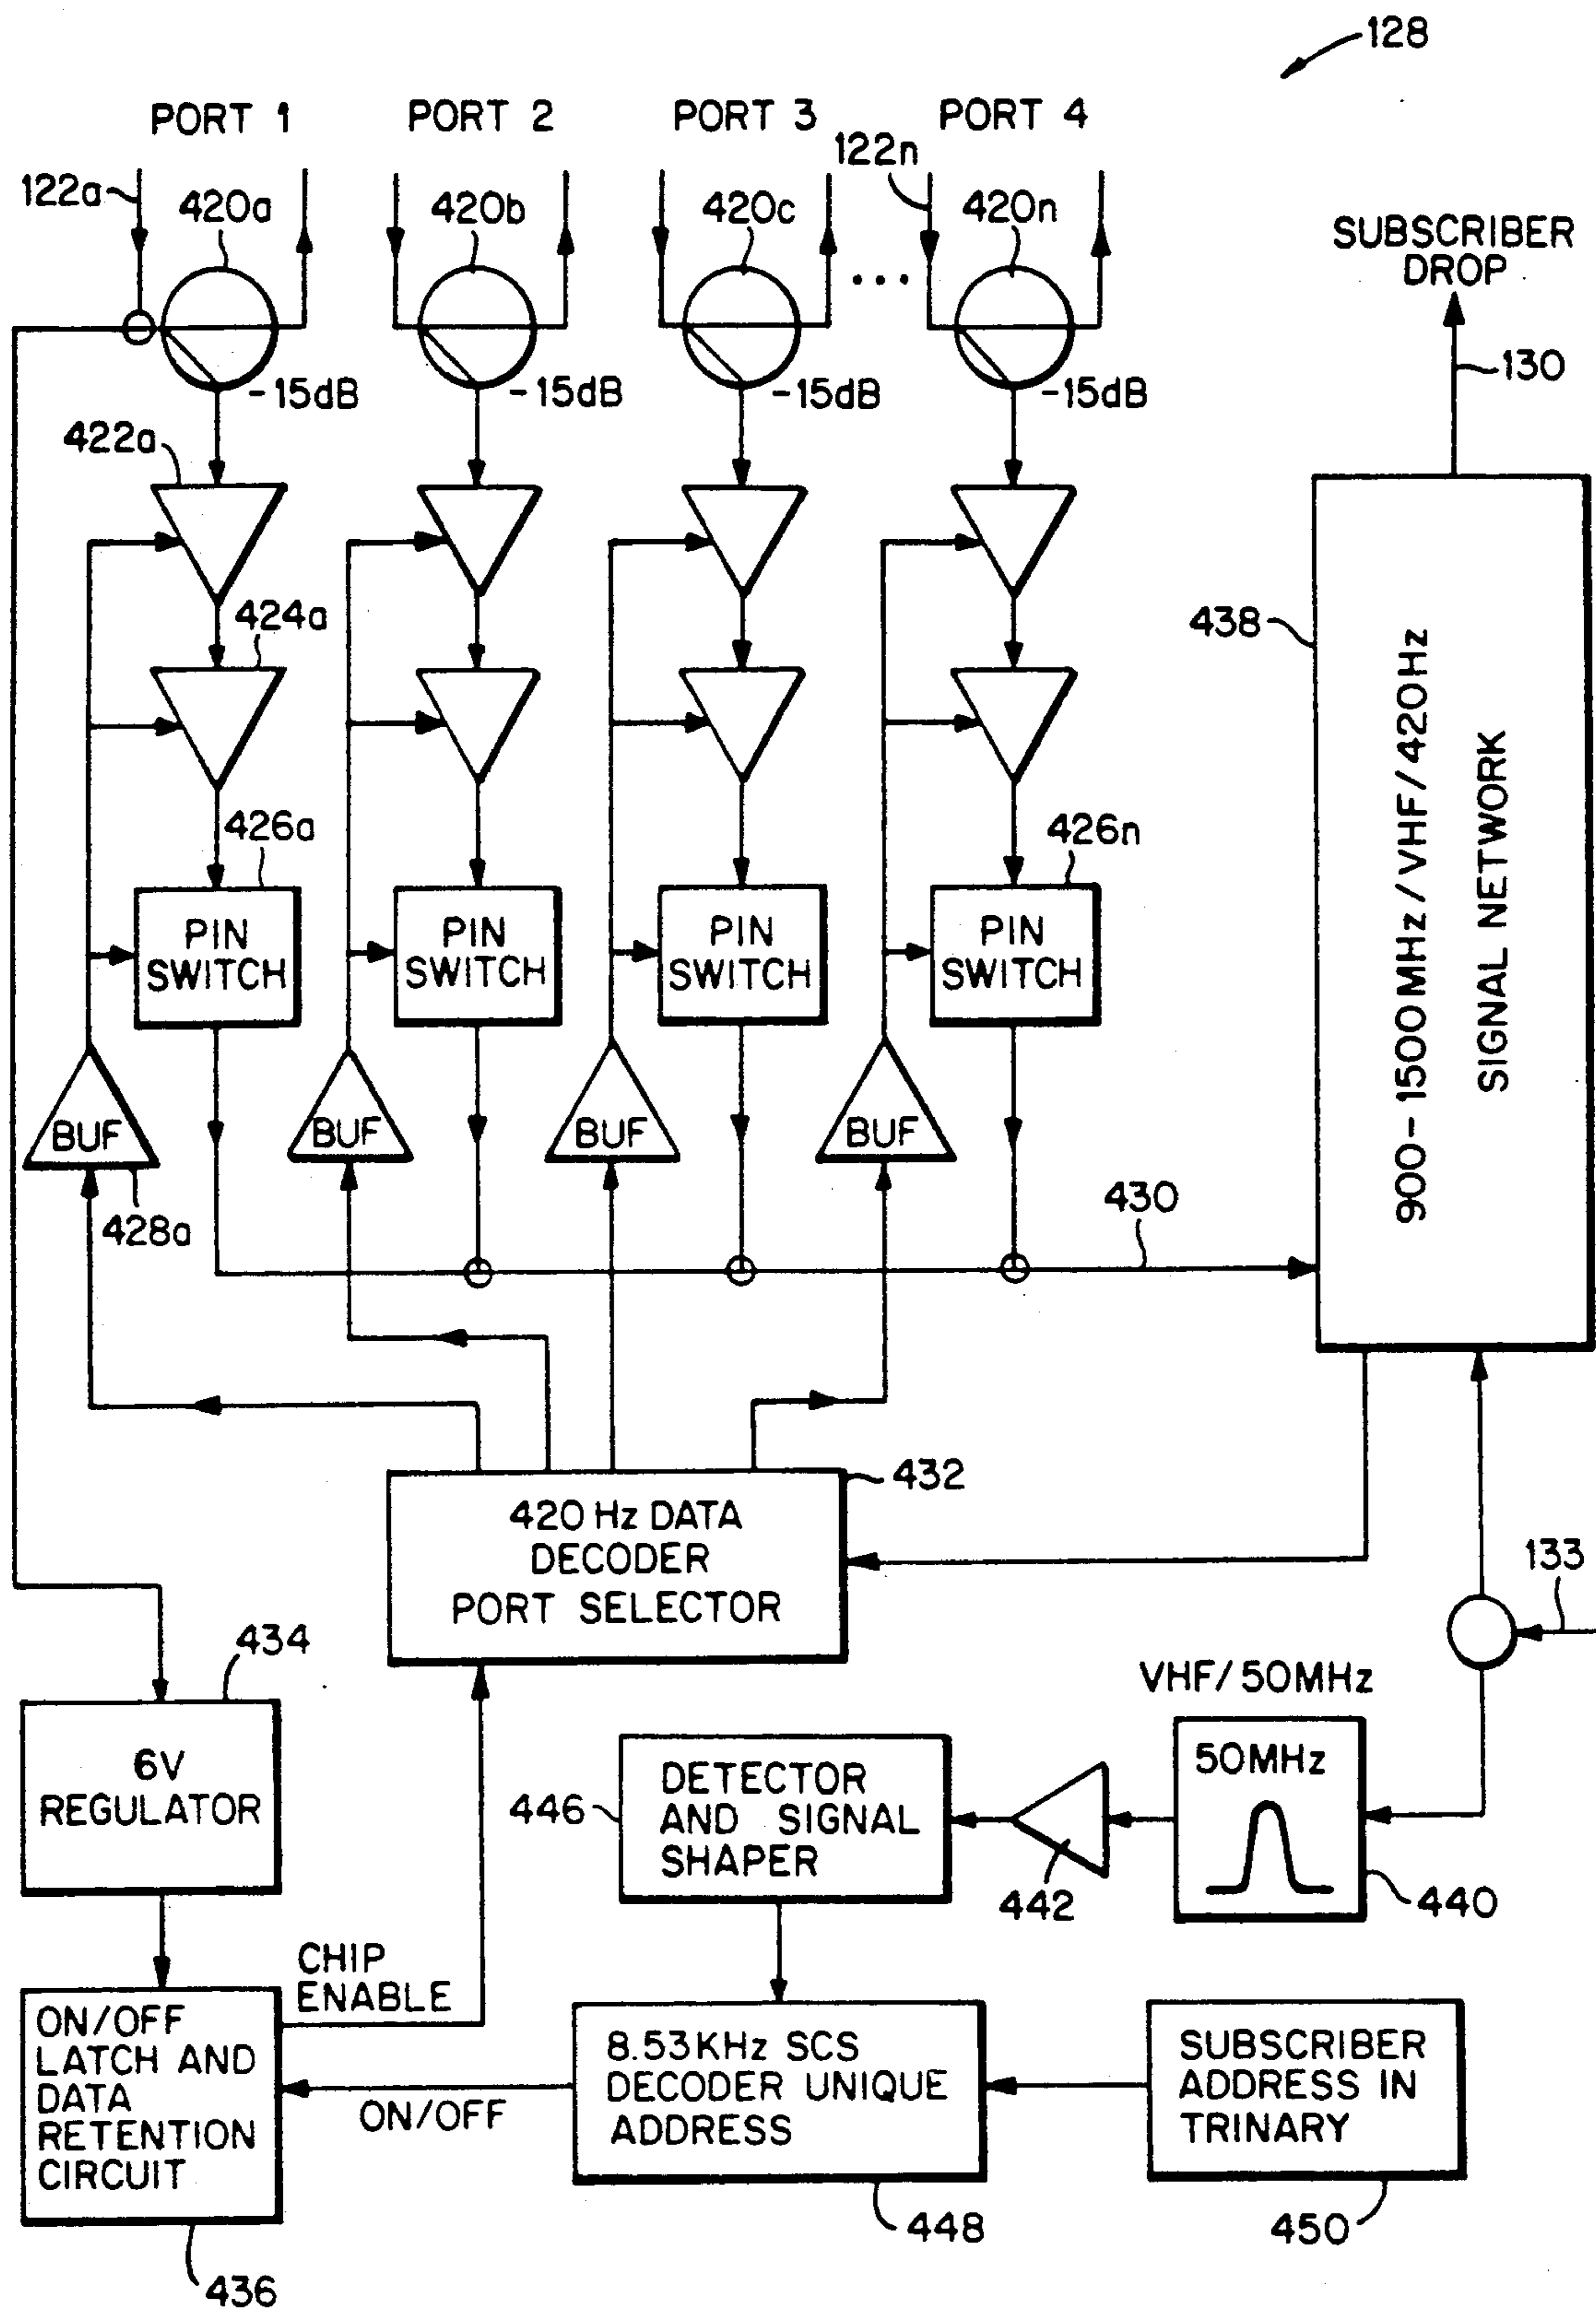 128
PORT 1 PORT 2 PORT 3 PORT 4
122a 420a 420b 420c 122n 420n
...
SUBSCRIBER
DROP
130
-15dB -15dB -15dB -15dB
422a
424a
438
900-1500MHz/VHF/420Hz
SIGNAL NETWORK
426a 426n
PIN
SWITCH
PIN
SWITCH
PIN
SWITCH
PIN
SWITCH
BUF BUF BUF BUF
428a
430
432
420 Hz DATA
DECODER
PORT SELECTOR
133
434
6V
REGULATOR
VHF/50MHz
50MHz
440
442
446
DETECTOR
AND SIGNAL
SHAPER
CHIP
ENABLE
ON/OFF
LATCH AND
DATA
RETENTION
CIRCUIT
436
ON/OFF
8.53KHz SCS
DECODER UNIQUE
ADDRESS
448
SUBSCRIBER
ADDRESS IN
TRINARY
450